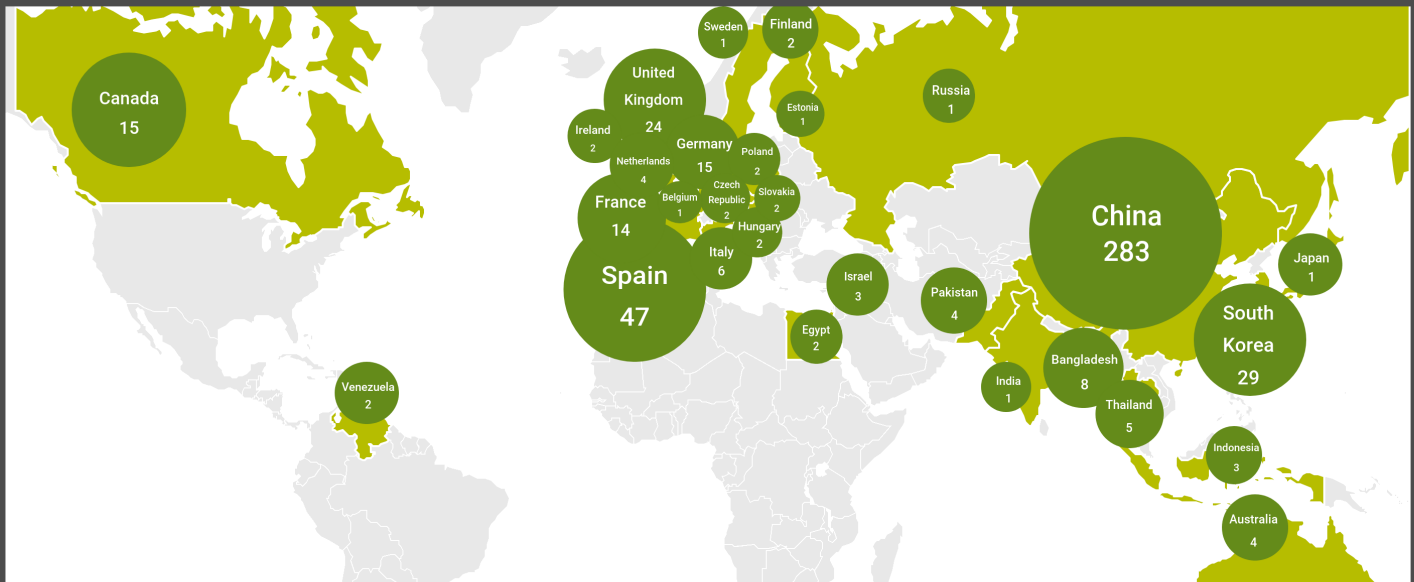 Sweden
1
Finland
2
United
Kingdom
24
Canada
15
Russia
1
Estonia
1
Ireland
2
Germany
15
Poland
2
Netherlands
4
Czech
Republic
2
Slovakia
2
Belgium
1
France
14
China
283
Hungary
2
Italy
6
Spain
47
Israel
3
Pakistan
4
Japan
1
South
Korea
29
Egypt
2
Bangladesh
8
India
1
Venezuela
2
Thailand
5
Indonesia
3
Australia
4